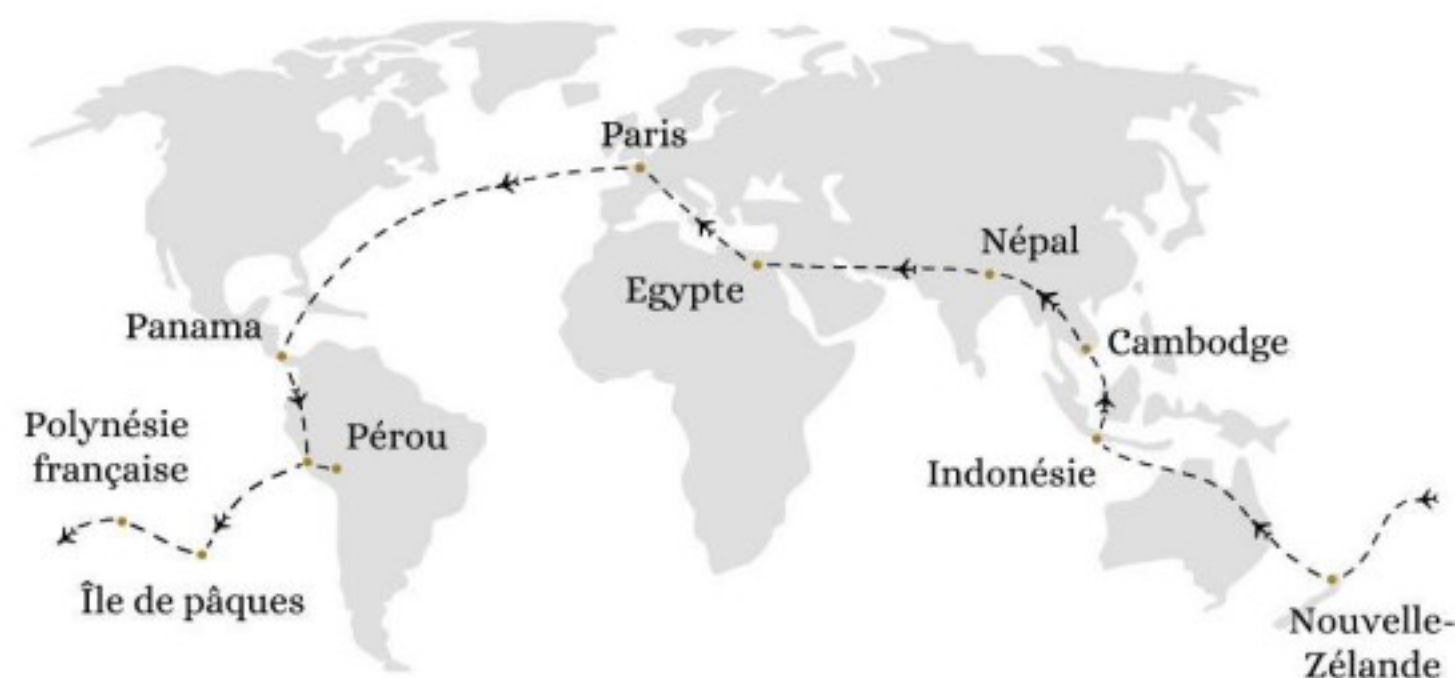 Paris
Népal
Egypte
Panama
Cambodge
Polynésie
française
Pérou
Indonésie
Île de pâques
Nouvelle-
Zélande